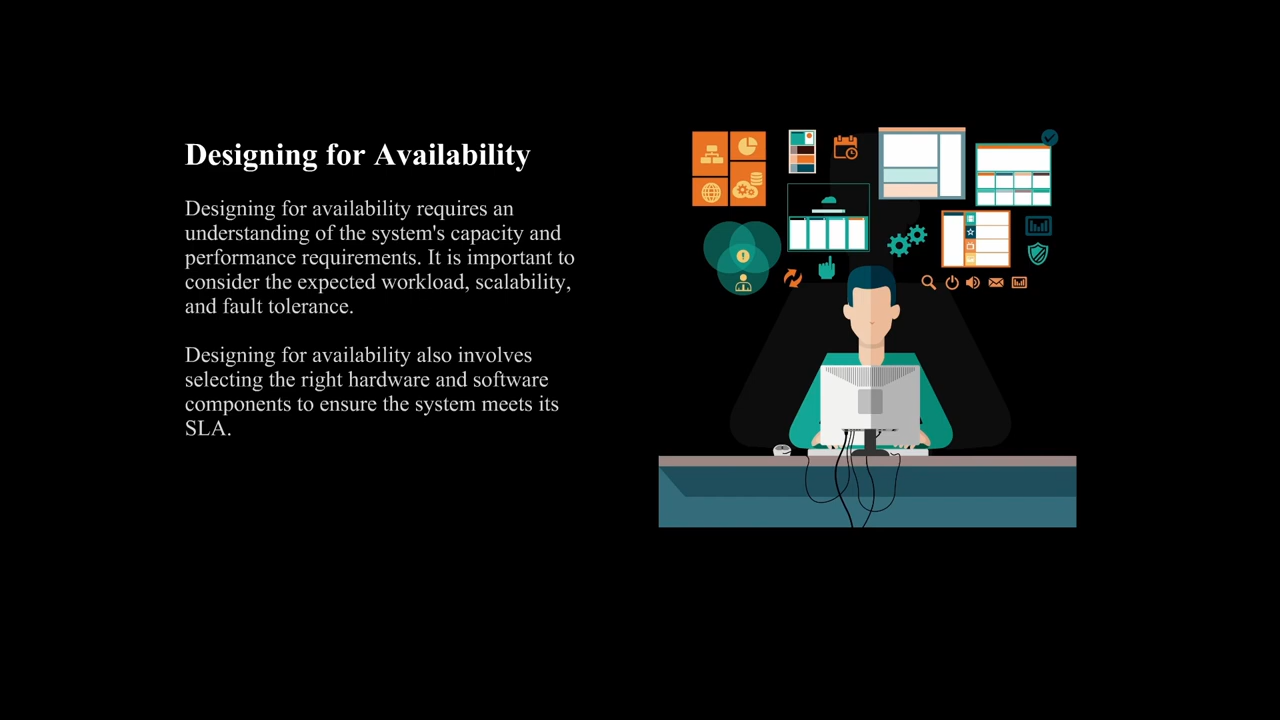 Designing for Availability
Designing for availability requires an
understanding of the system's capacity and
performance requirements. It is important to
consider the expected workload, scalability,
and fault tolerance.
Designing for availability also involves
selecting the right hardware and software
components to ensure the system meets its
SLA.